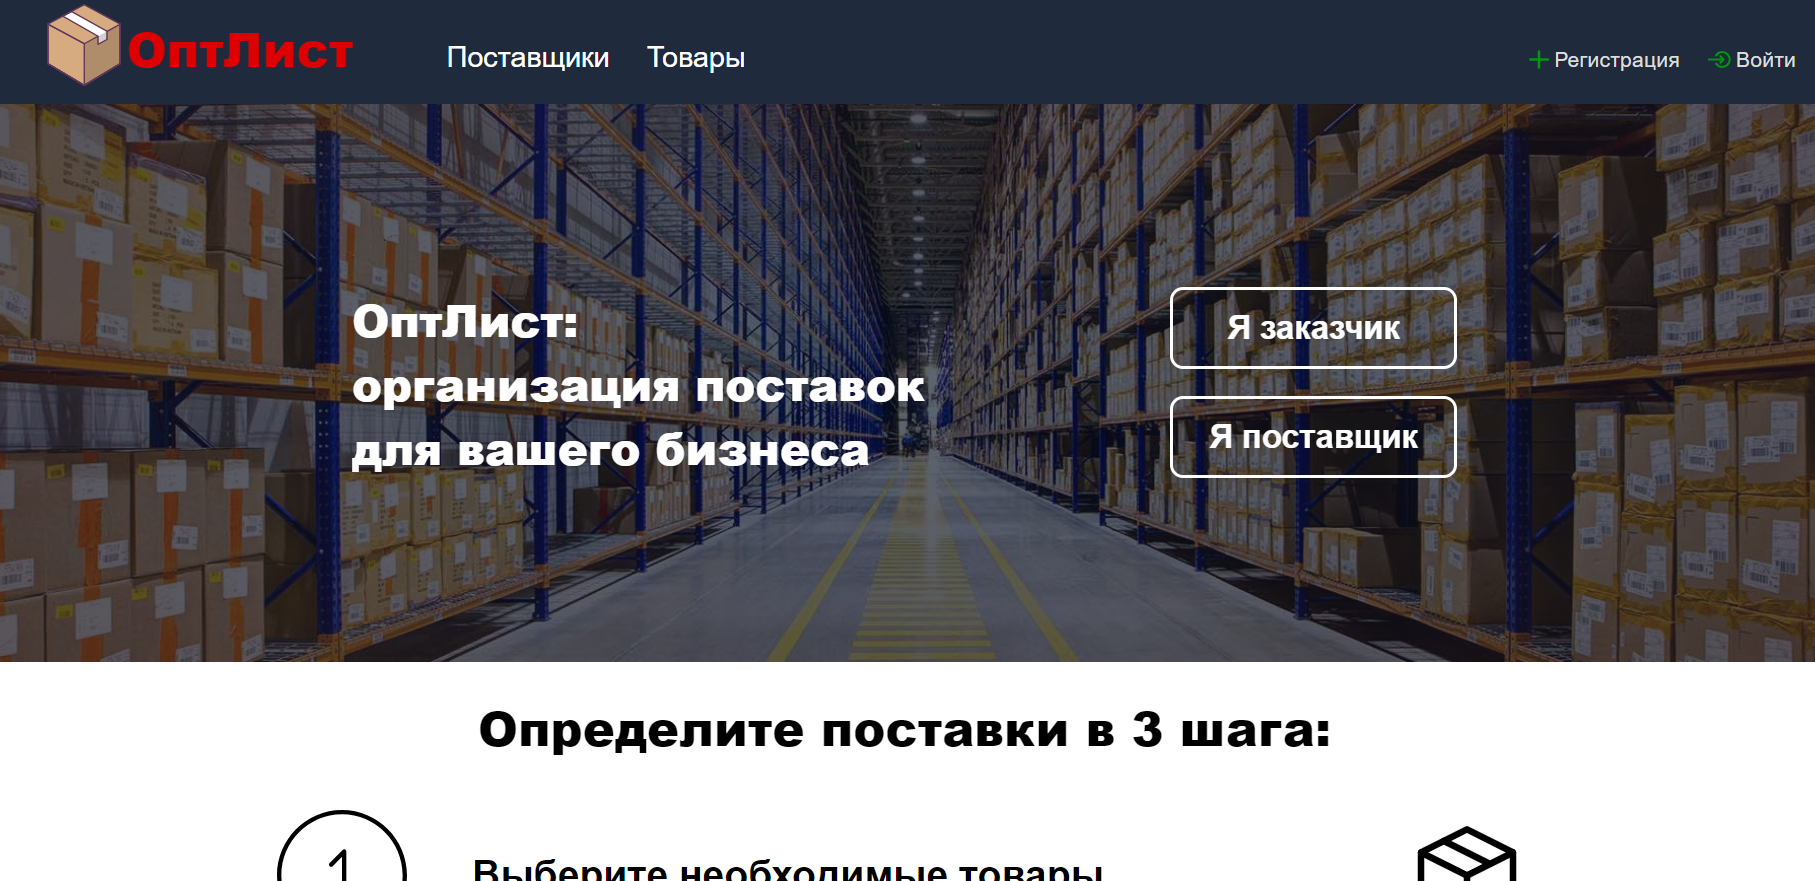 ОптЛист
Поставщики
Товары
Регистрация
Войти
ОптЛист:
организация поставок
для вашего бизнеса
Я заказчик
Я поставщик
Определите поставки в 3 шага:
1
Выберите необходимые товары